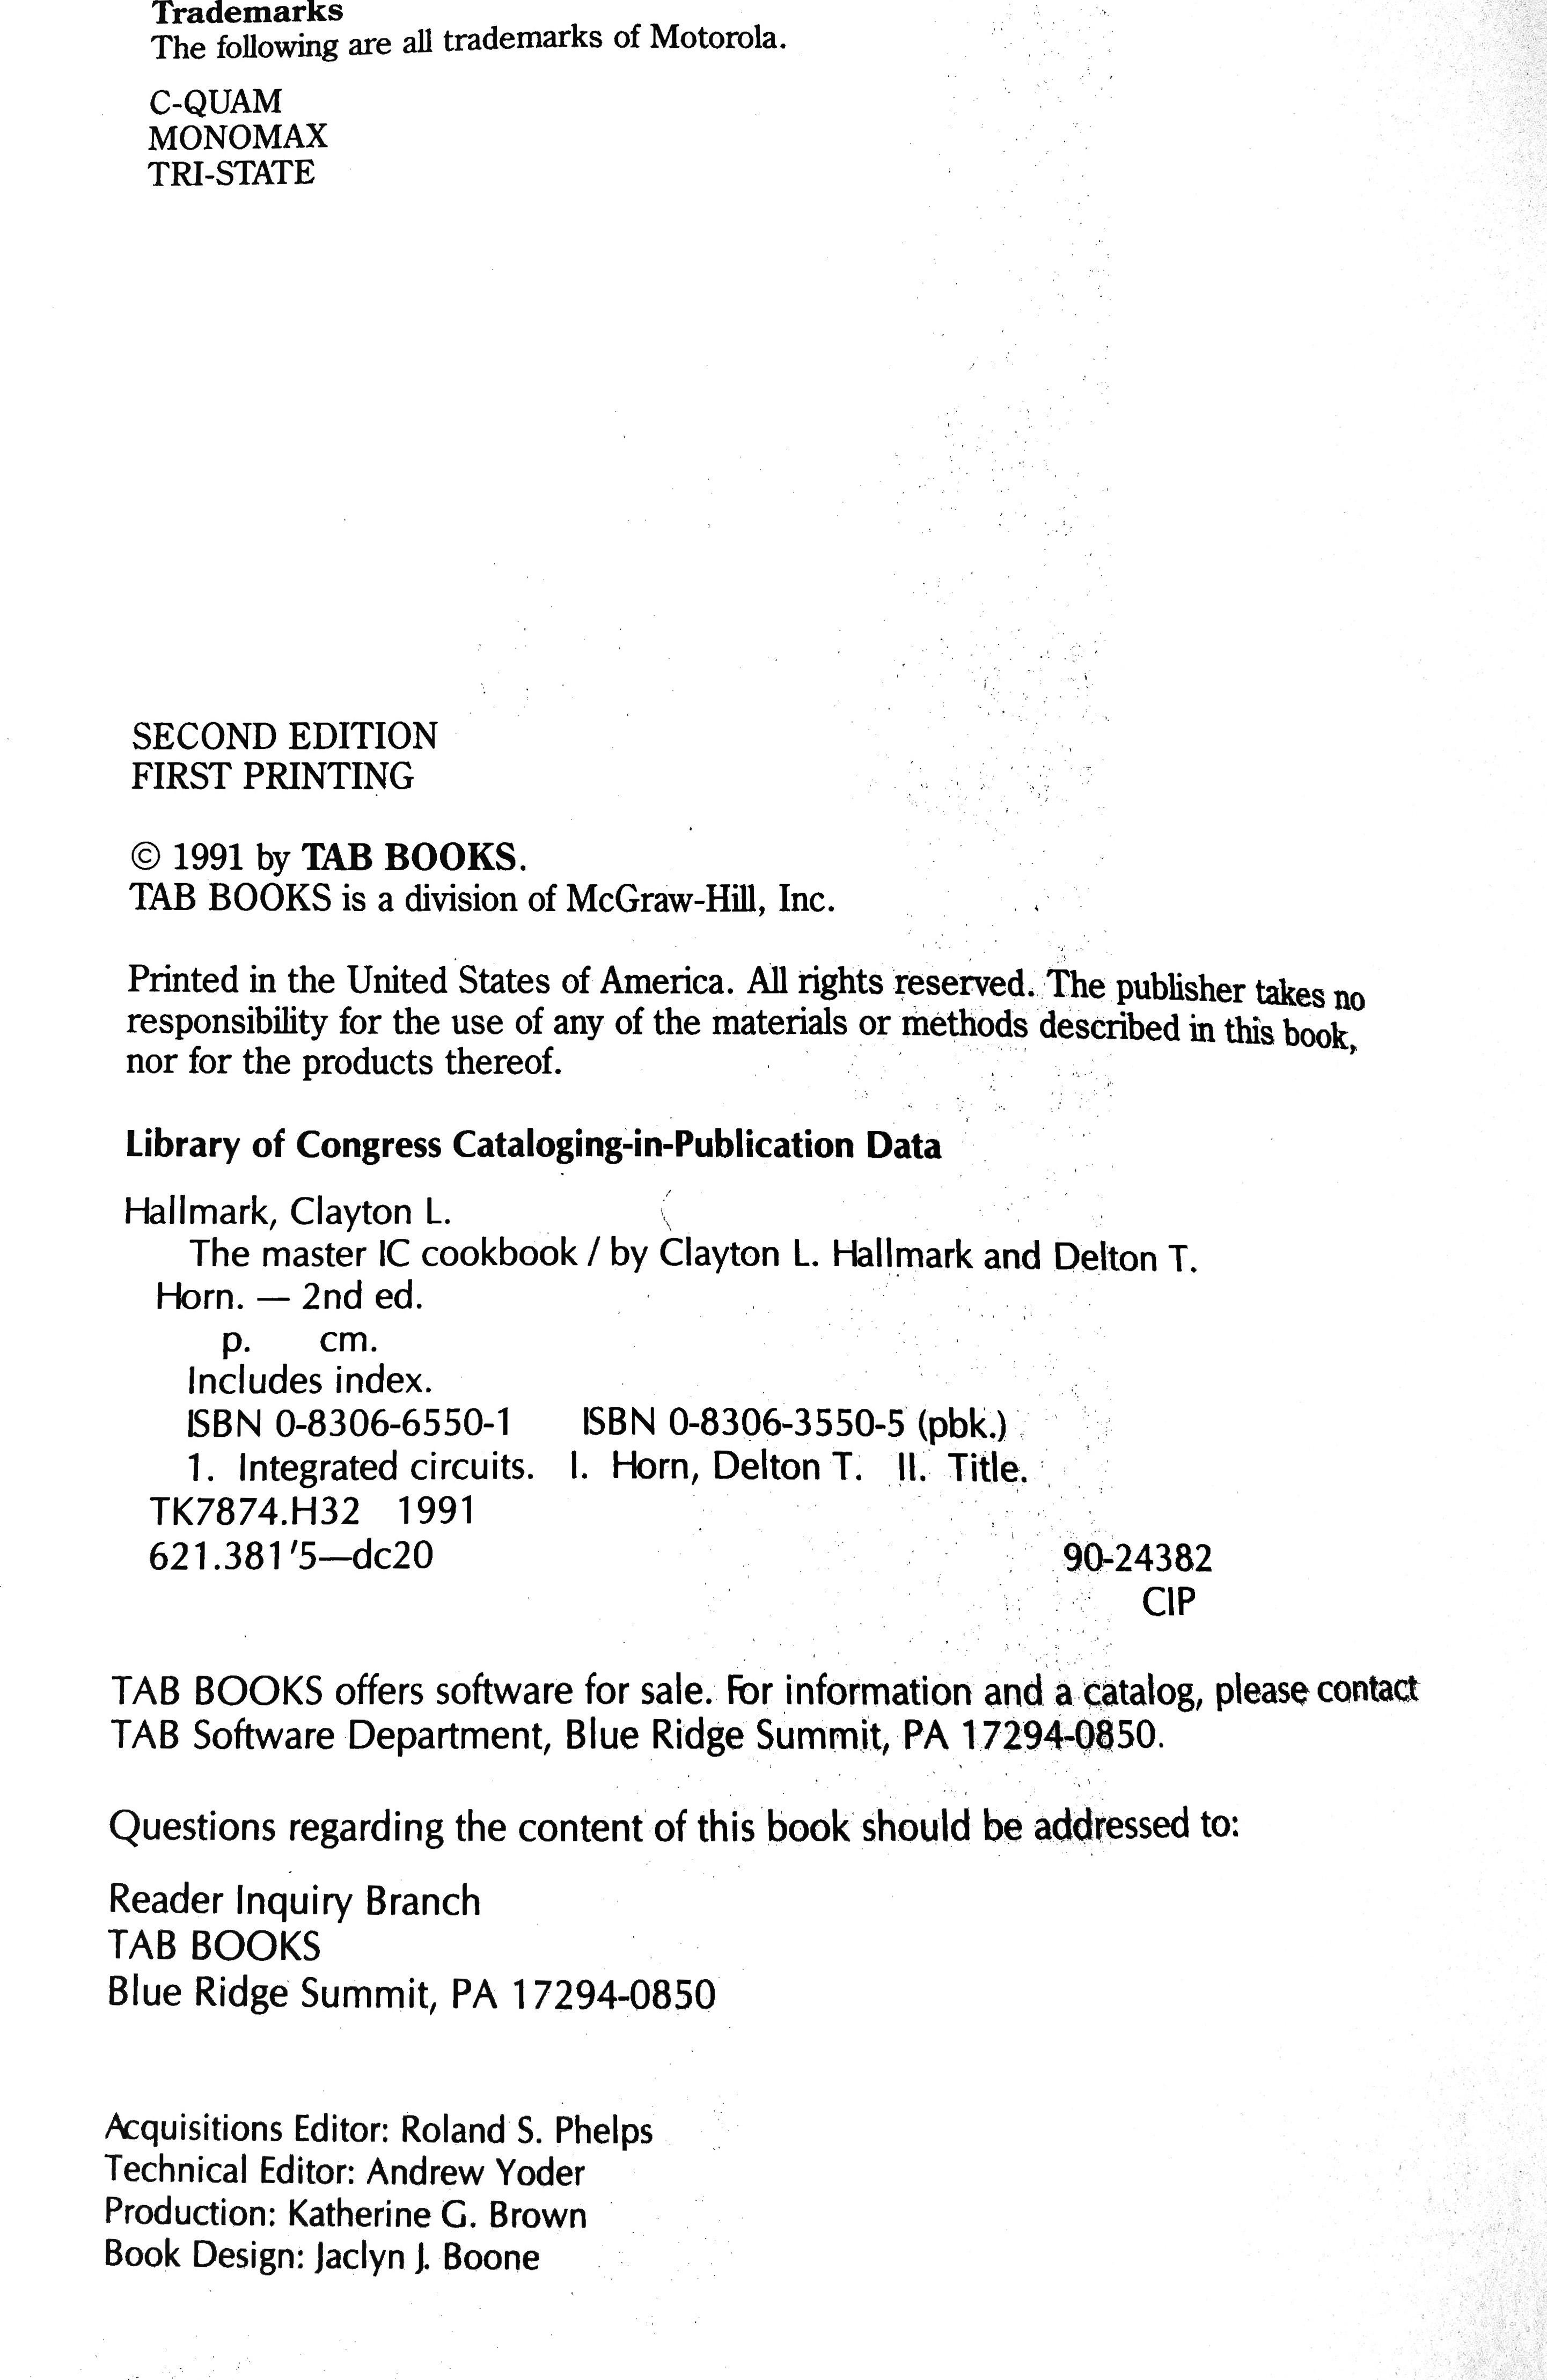 Trademarks
The following are all trademarks of Motorola.
C-QUAM
MONOMAX
TRI-STATE
SECOND EDITION
FIRST PRINTING
© 1991 by TAB BOOKS.
TAB BOOKS is a division of McGraw-Hill, Inc.
Printed in the United States of America. All rights reserved. The publisher takes no
responsibility for the use of any of the materials or methods described in this book,
nor for the products thereof.
Library of Congress Cataloging-in-Publication Data
Hallmark, Clayton L.
The master IC cookbook / by Clayton L. Hallmark and Delton T.
Horn. — 2nd ed.
p. cm.
Includes index.
ISBN 0-8306-6550-1 ISBN 0-8306-3550-5 (pbk.)
1. Integrated circuits. I. Horn, Delton T. II. Title.
TK7874.H32 1991
621.381'5—dc20 90-24382
CIP
TAB BOOKS offers software for sale. For information and a catalog, please contact
TAB Software Department, Blue Ridge Summit, PA 17294-0850.
Questions regarding the content of this book should be addressed to:
Reader Inquiry Branch
TAB BOOKS
Blue Ridge Summit, PA 17294-0850
Acquisitions Editor: Roland S. Phelps
Technical Editor: Andrew Yoder
Production: Katherine G. Brown
Book Design: Jaclyn J. Boone